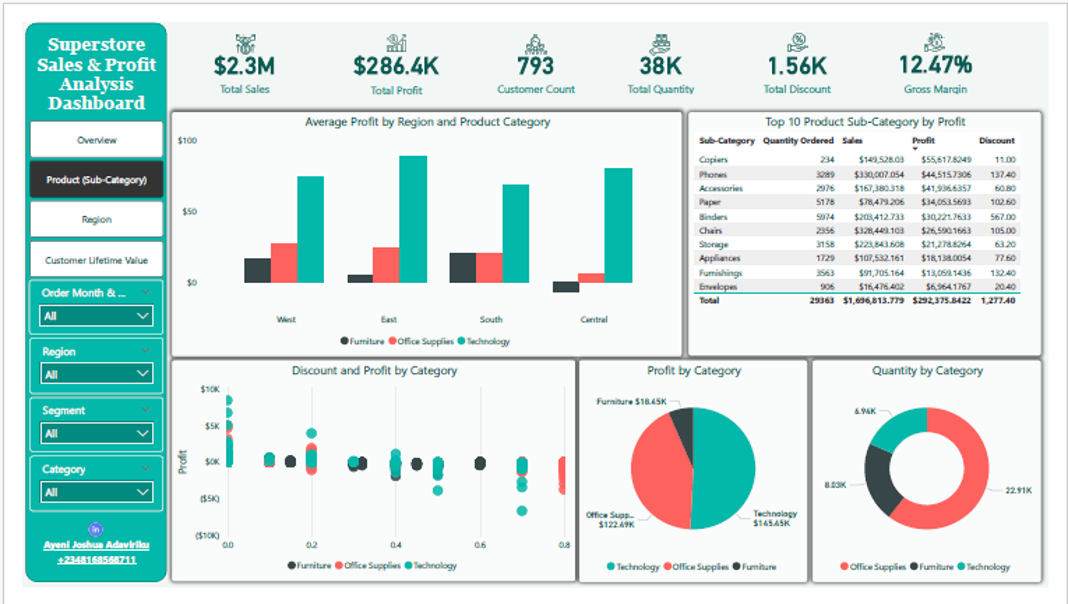 Superstore
Sales & Profit
Analysis
Dashboard
Overview
Product (Sub-Category)
Region
Customer Lifetime Value
Order Month & ...
All
Region
All
Segment
All
Category
All
in
Ayeni Joshua Adaviriku
+2348168568711
$2.3M
Total Sales
$286.4K
Total Profit
793
Customer Count
38K
Total Quantity
1.56K
Total Discount
12.47%
Gross Margin
Average Profit by Region and Product Category
$100
$50
$0
West East South Central
Furniture Office Supplies Technology
Top 10 Product Sub-Category by Profit
Sub-Category Quantity Ordered Sales Profit Discount
Copiers 234 $149,528.03 $55,617.8249 11.00
Phones 3289 $330,007.054 $44,515.7306 137.40
Accessories 2976 $167,380.318 $41,936.6357 60.80
Paper 5178 $78,479.206 $34,053.5693 102.60
Binders 5974 $203,412.733 $30,221.7633 567.00
Chairs 2356 $328,449.103 $26,590.1663 105.00
Storage 3158 $223,843.608 $21,278.8264 63.20
Appliances 1729 $107,532.161 $18,138.0054 77.60
Furnishings 3563 $91,705.164 $13,059.1436 132.40
Envelopes 906 $16,476.402 $6,964.1767 20.40
Total 29363 $1,696,813.779 $292,375.8422 1,277.40
Discount and Profit by Category
Profit
$10K
$5K
$0K
($5K)
($10K)
0.0 0.2 0.4 0.6 0.8
Furniture Office Supplies Technology
Profit by Category
Furniture $18.45K
Office Supp...
$122.49K
Technology
$145.45K
Technology Office Supplies Furniture
Quantity by Category
6.94K
8.03K
22.91K
Office Supplies Furniture Technology